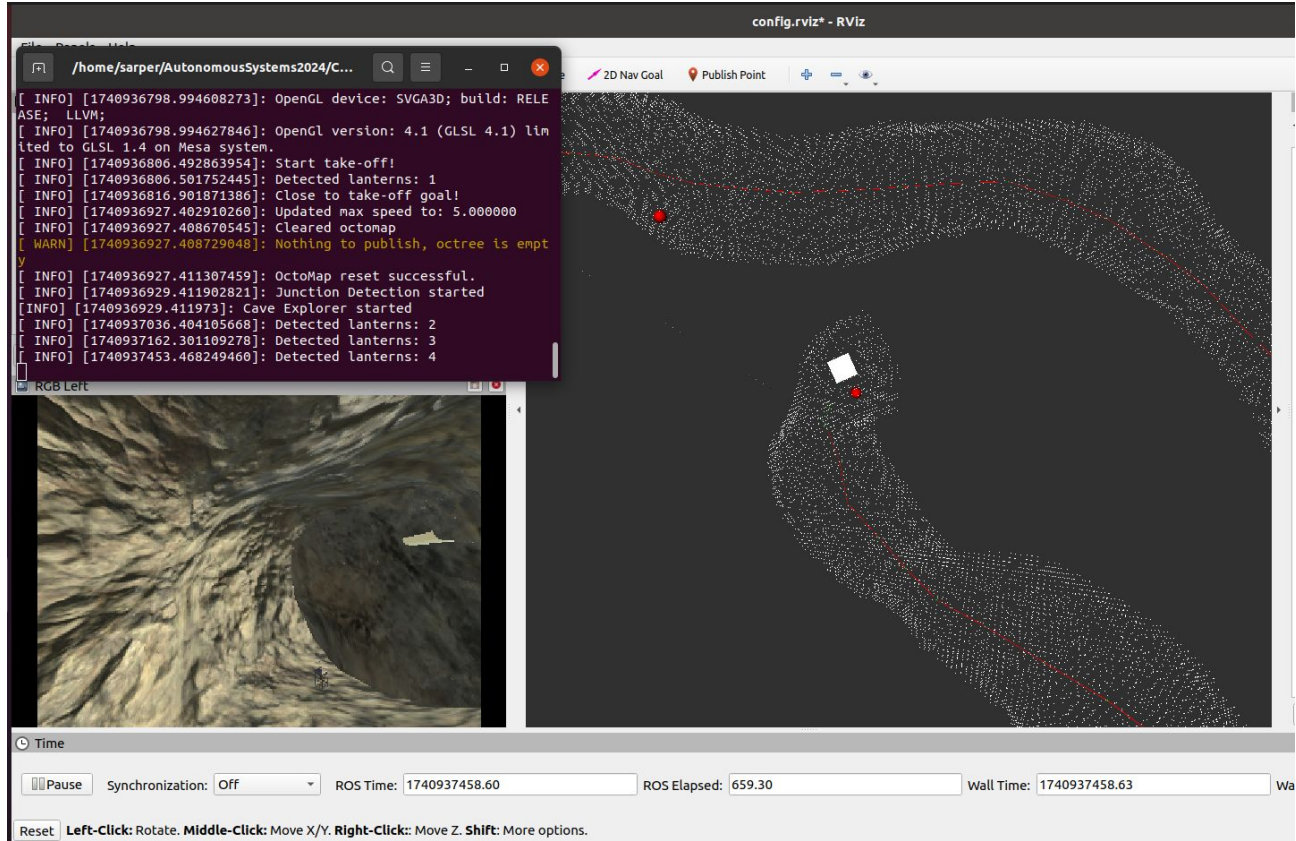 config.rviz* - RViz
File Panels Help
/home/sarper/AutonomousSystems2024/C...
2D Nav Goal
Publish Point
[ INFO] [1740936798.994608273]: OpenGL device: SVGA3D; build: RELE
ASE;  LLVM;
[ INFO] [1740936798.994627846]: OpenGl version: 4.1 (GLSL 4.1) lim
ited to GLSL 1.4 on Mesa system.
[ INFO] [1740936806.492863954]: Start take-off!
[ INFO] [1740936806.501752445]: Detected lanterns: 1
[ INFO] [1740936816.901871386]: Close to take-off goal!
[ INFO] [1740936927.402910260]: Updated max speed to: 5.000000
[ INFO] [1740936927.408670545]: Cleared octomap
[ WARN] [1740936927.408729048]: Nothing to publish, octree is empt
y
[ INFO] [1740936927.411307459]: OctoMap reset successful.
[ INFO] [1740936929.411902821]: Junction Detection started
[INFO] [1740936929.411973]: Cave Explorer started
[ INFO] [1740937036.404105668]: Detected lanterns: 2
[ INFO] [1740937162.301109278]: Detected lanterns: 3
[ INFO] [1740937453.468249460]: Detected lanterns: 4
RGB Left
Time
Pause Synchronization: Off ROS Time: 1740937458.60 ROS Elapsed: 659.30 Wall Time: 1740937458.63 Wa
Reset Left-Click: Rotate. Middle-Click: Move X/Y. Right-Click:: Move Z. Shift: More options.